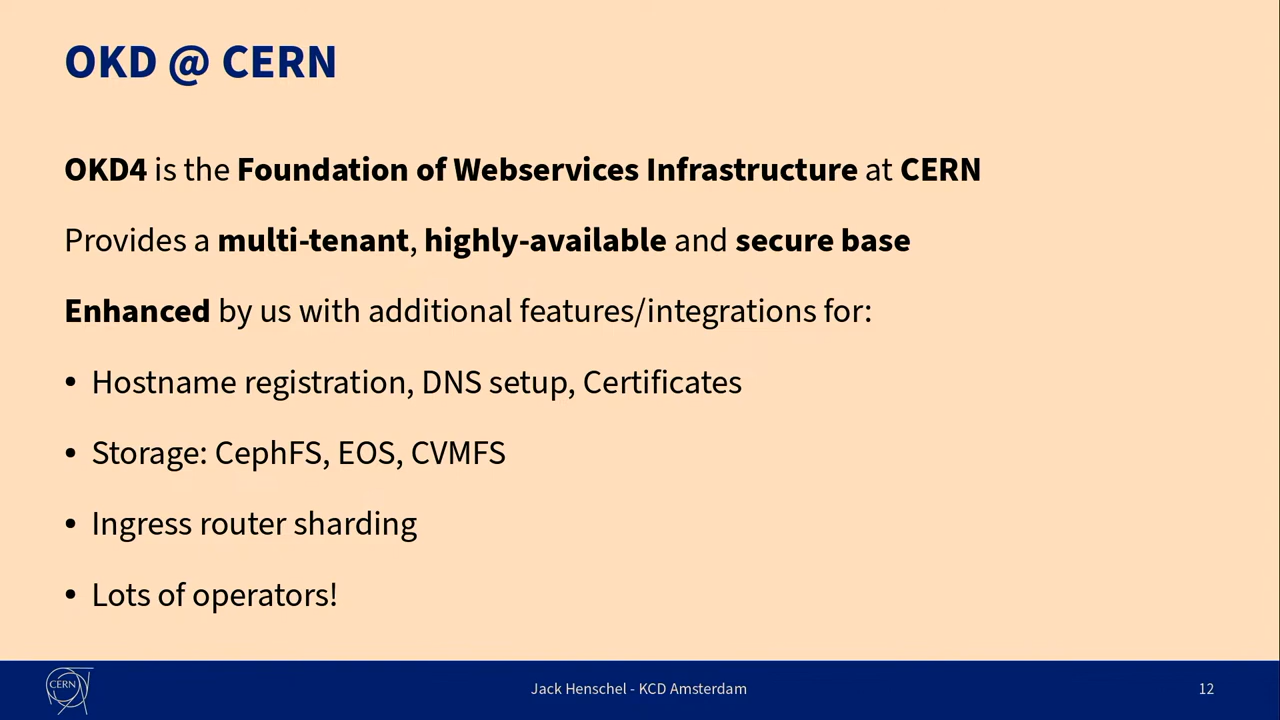 OKD @ CERN
OKD4 is the Foundation of Webservices Infrastructure at CERN
Provides a multi-tenant, highly-available and secure base
Enhanced by us with additional features/integrations for:
• Hostname registration, DNS setup, Certificates
• Storage: CephFS, EOS, CVMFS
• Ingress router sharding
• Lots of operators!
CERN
Jack Henschel - KCD Amsterdam
12